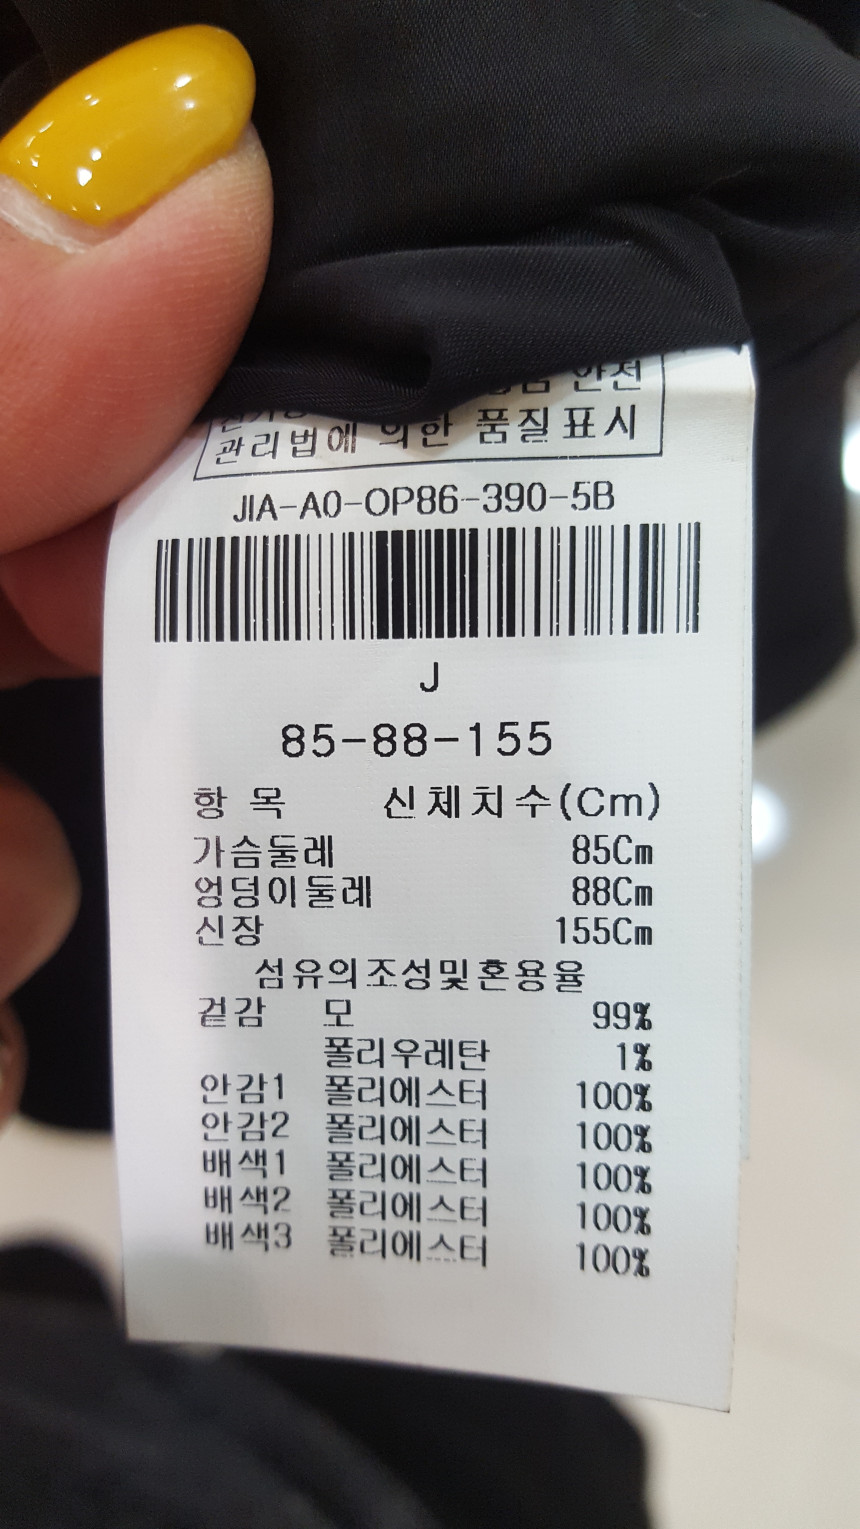 안전
관리법에 의한 품질표시
JIA-A0-OP86-390-5B
J
85-88-155
항 목 신체치수(Cm)
가슴둘레 85Cm
엉덩이둘레 88Cm
신장 155Cm
섬유의조성및혼용율
겉감 모 99%
폴리우레탄 1%
안감1 폴리에스터 100%
안감2 폴리에스터 100%
배색1 폴리에스터 100%
배색2 폴리에스터 100%
배색3 폴리에스터 100%